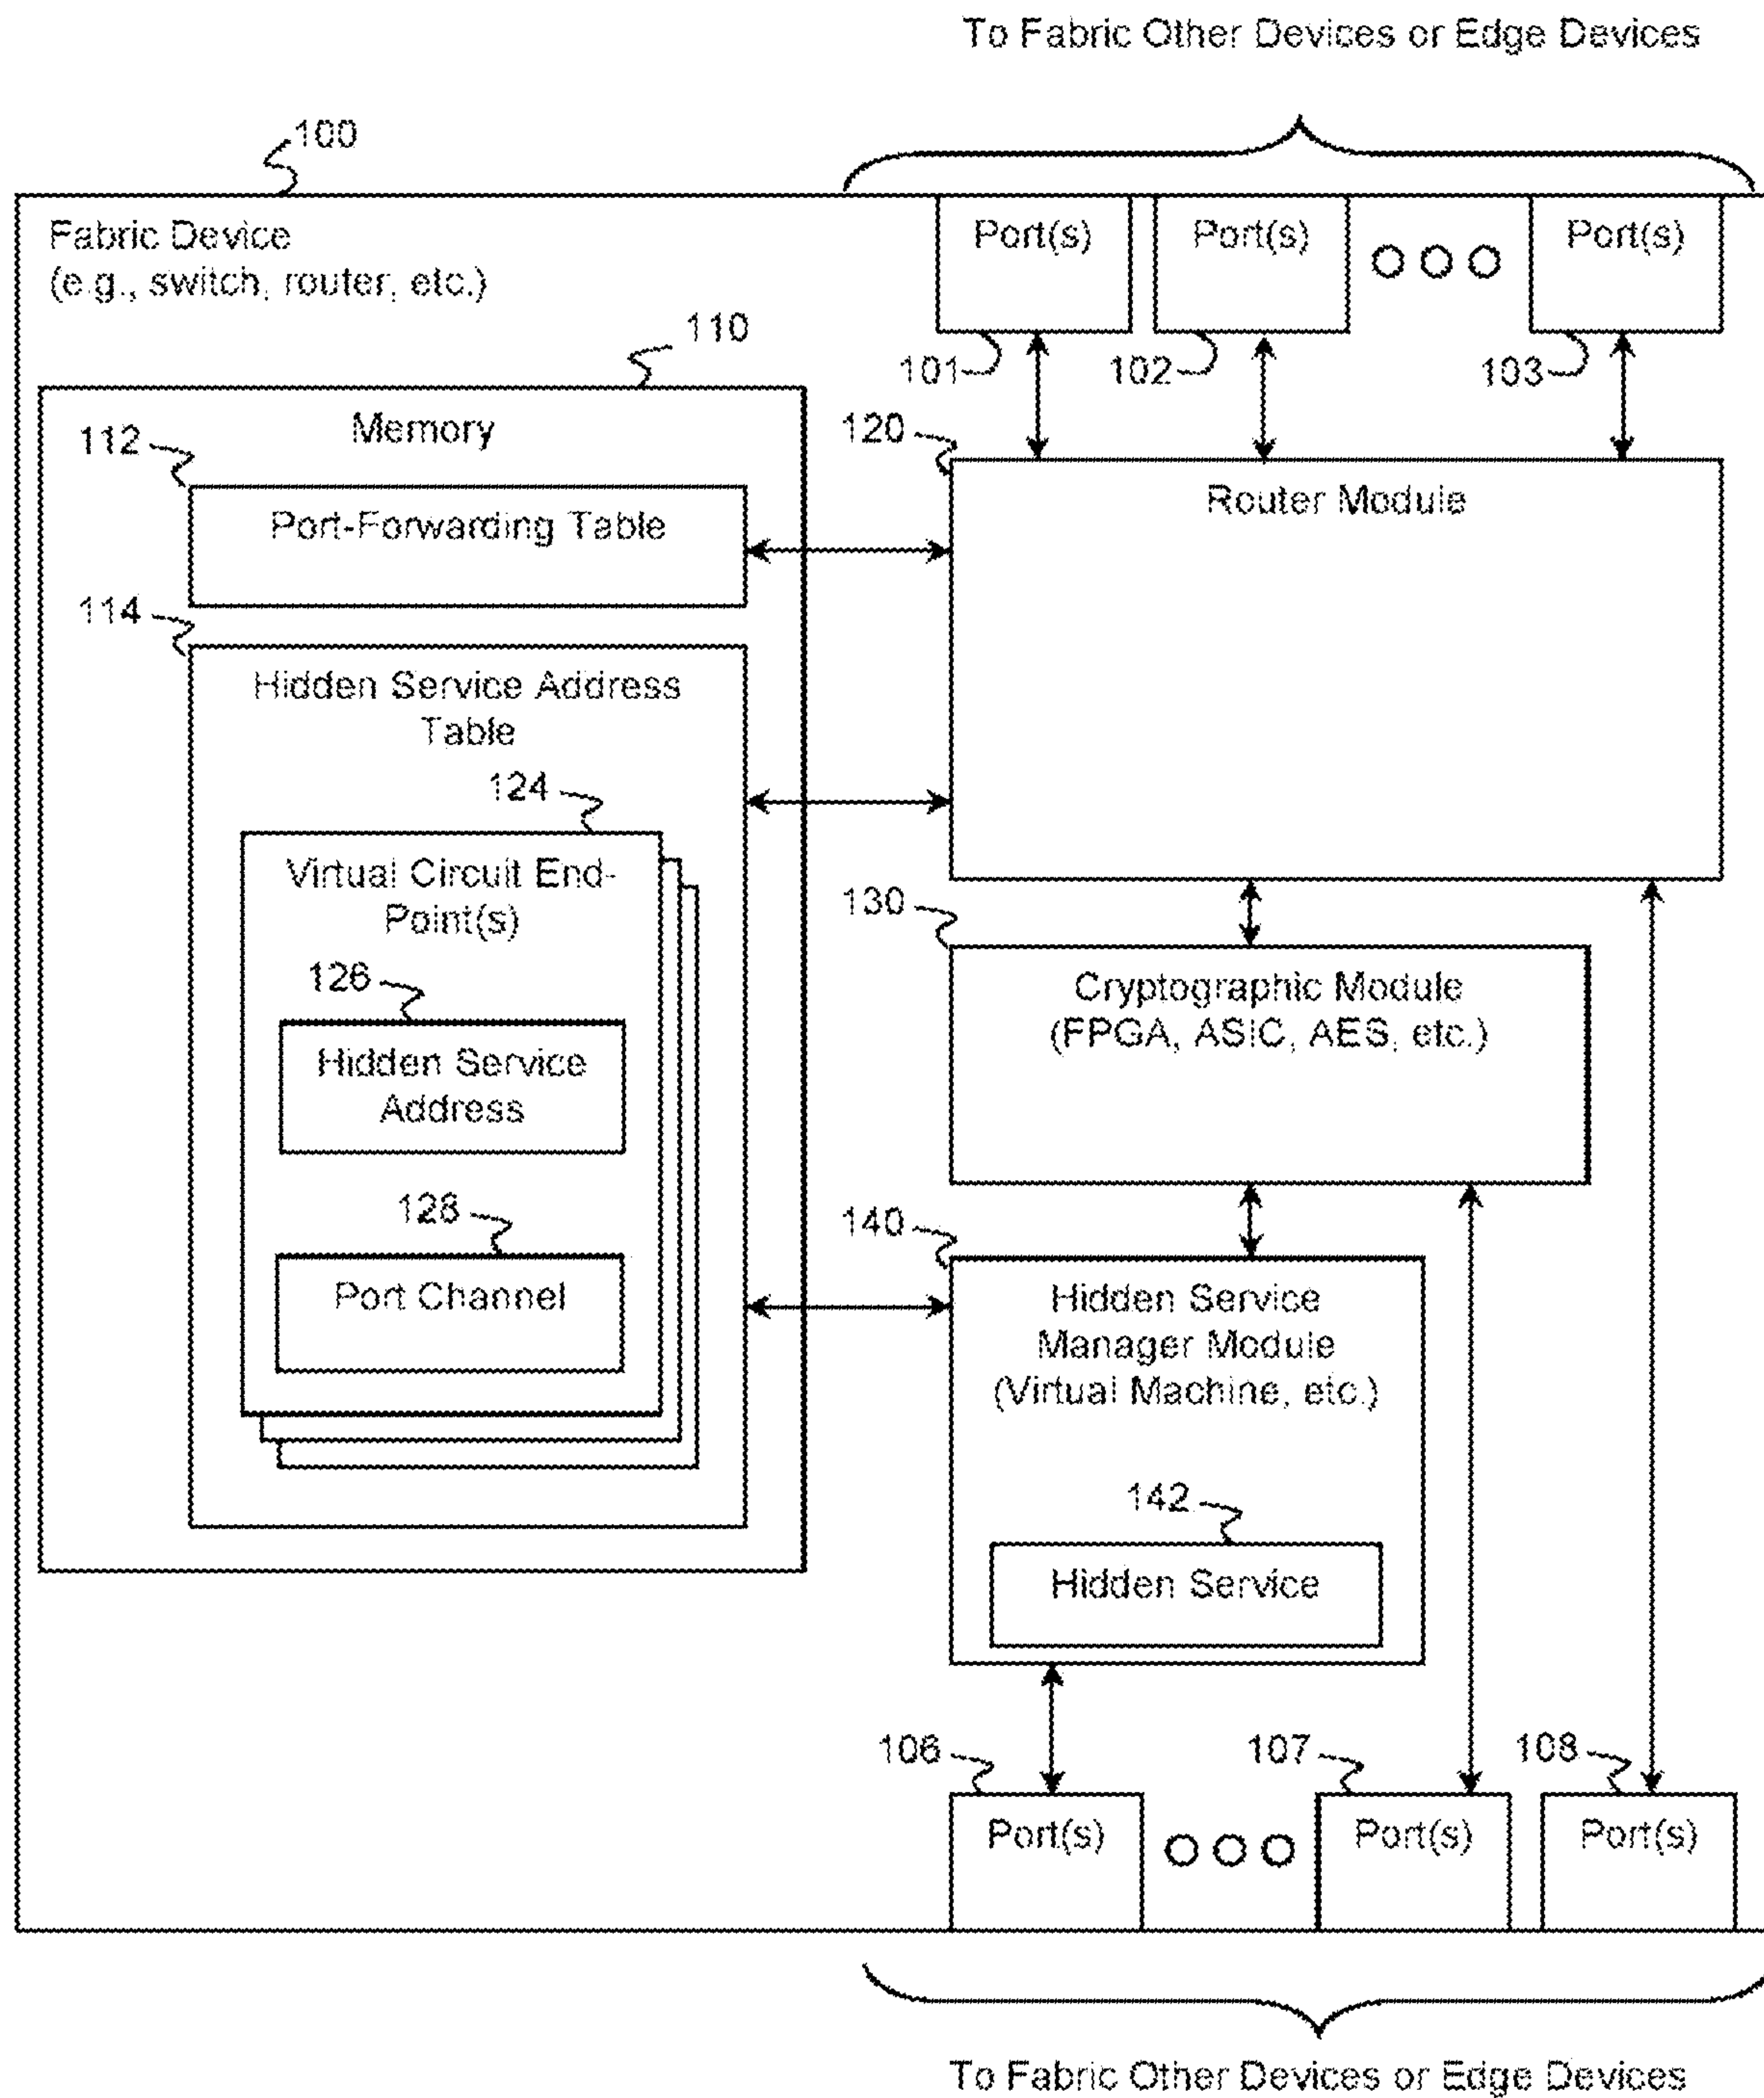 To Fabric Other Devices or Edge Devices
100
Fabric Device
(e.g., switch, router, etc.)
Port(s)
Port(s)
Port(s)
101
102
103
110
Memory
112
Port-Forwarding Table
114
Hidden Service Address
Table
124
Virtual Circuit End-
Point(s)
126
Hidden Service
Address
128
Port Channel
120
Router Module
130
Cryptographic Module
(FPGA, ASIC, AES, etc.)
140
Hidden Service
Manager Module
(Virtual Machine, etc.)
142
Hidden Service
106
107
108
Port(s)
Port(s)
Port(s)
To Fabric Other Devices or Edge Devices